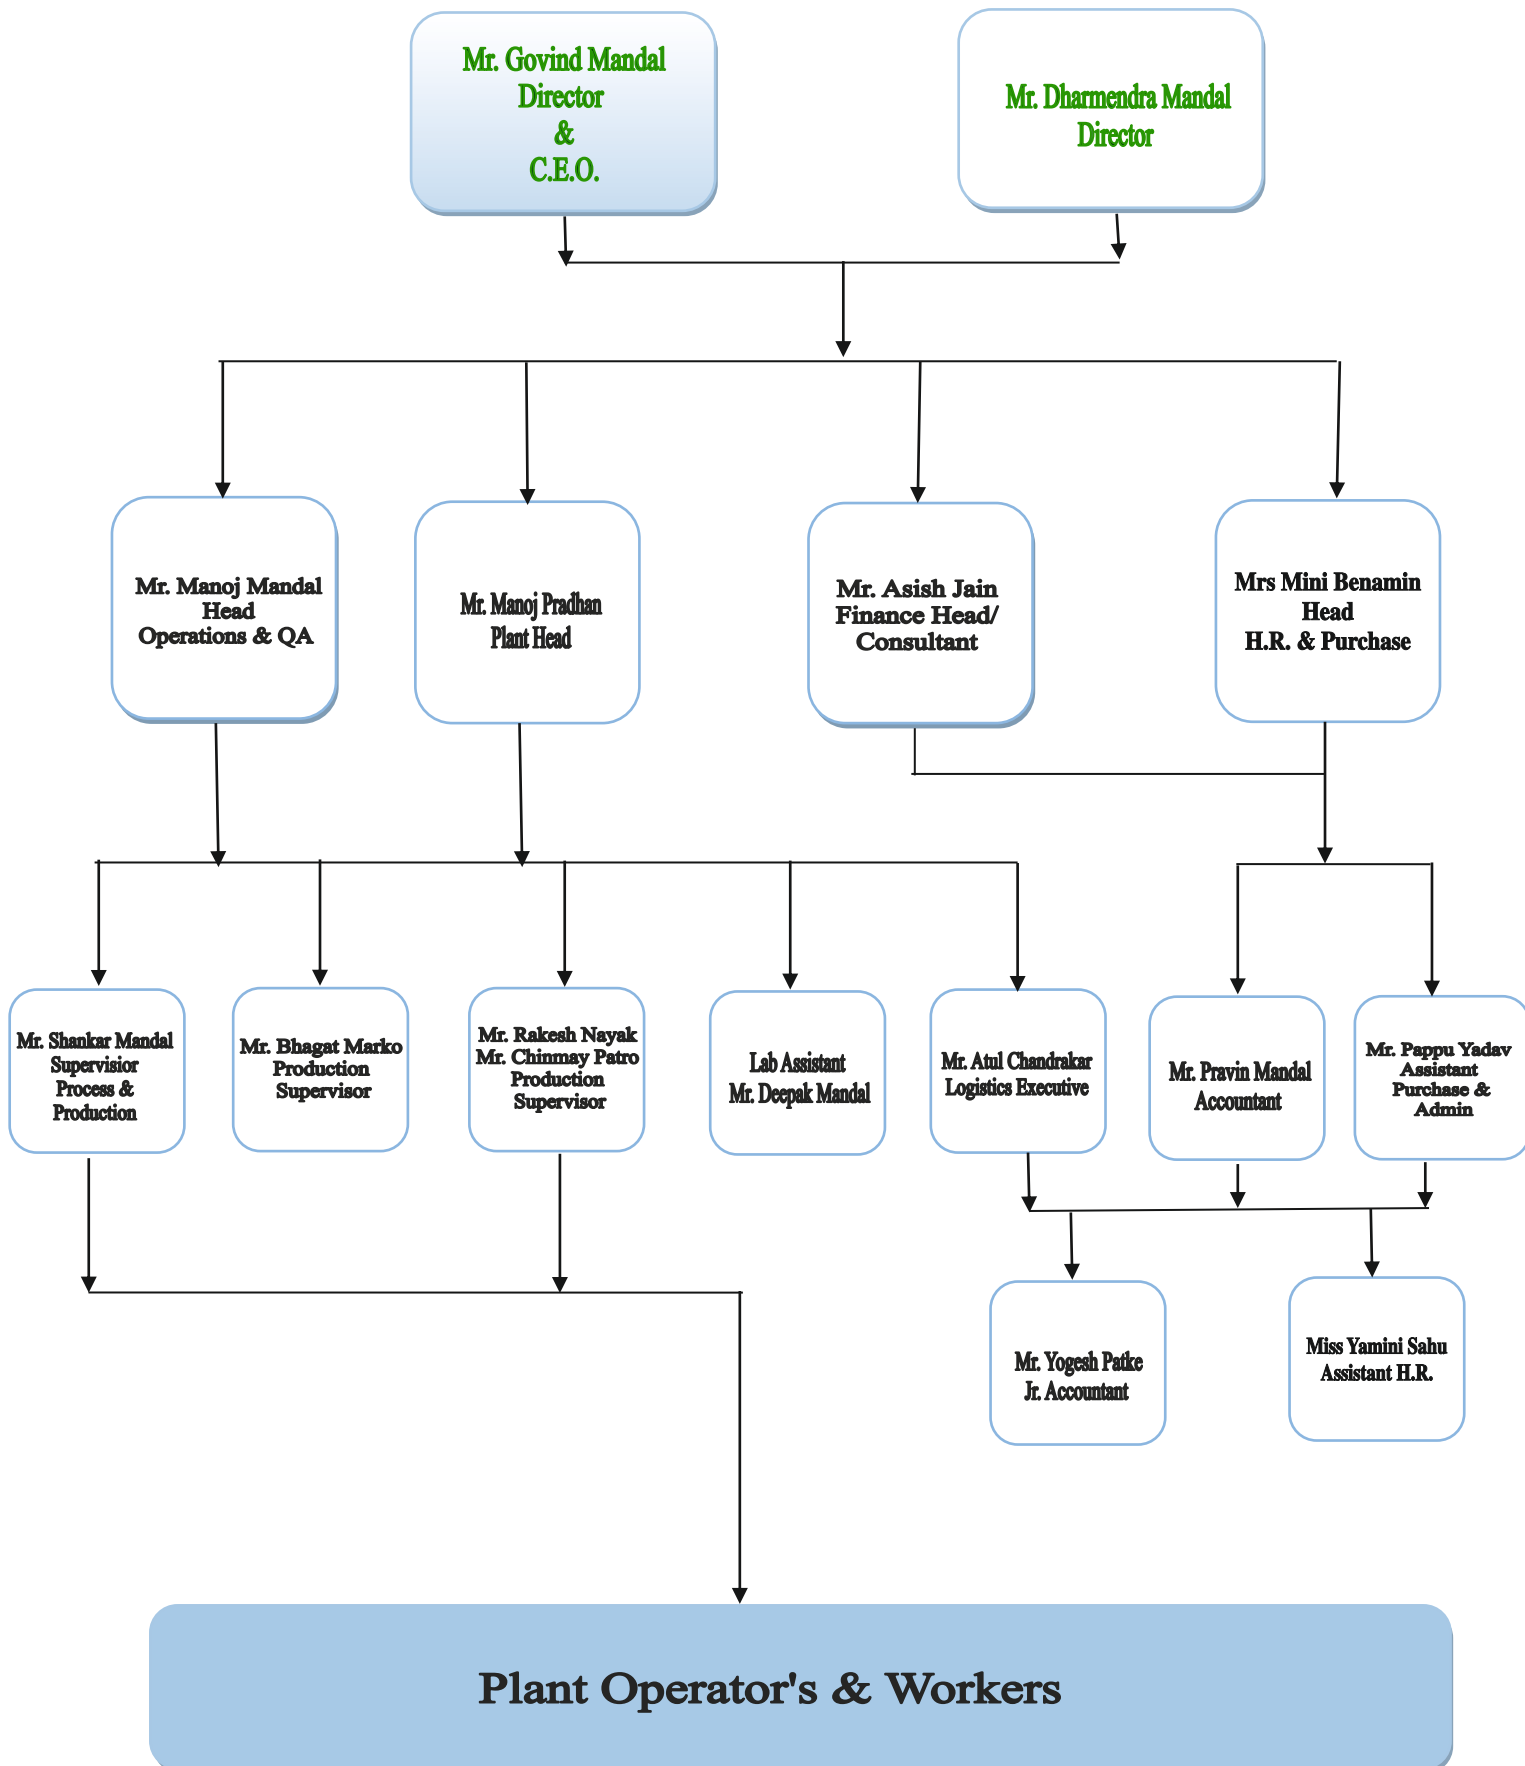 Mr. Govind Mandal
Director
&
C.E.O.
Mr. Dharmendra Mandal
Director
Mr. Manoj Mandal
Head
Operations & QA
Mr. Manoj Pradhan
Plant Head
Mr. Asish Jain
Finance Head/
Consultant
Mrs Mini Benamin
Head
H.R. & Purchase
Mr. Shankar Mandal
Supervisior
Process &
Production
Mr. Bhagat Marko
Production
Supervisor
Mr. Rakesh Nayak
Mr. Chinmay Patro
Production
Supervisor
Lab Assistant
Mr. Deepak Mandal
Mr. Atul Chandrakar
Logistics Executive
Mr. Pravin Mandal
Accountant
Mr. Pappu Yadav
Assistant
Purchase &
Admin
Mr. Yogesh Patke
Jr. Accountant
Miss Yamini Sahu
Assistant H.R.
Plant Operator's & Workers